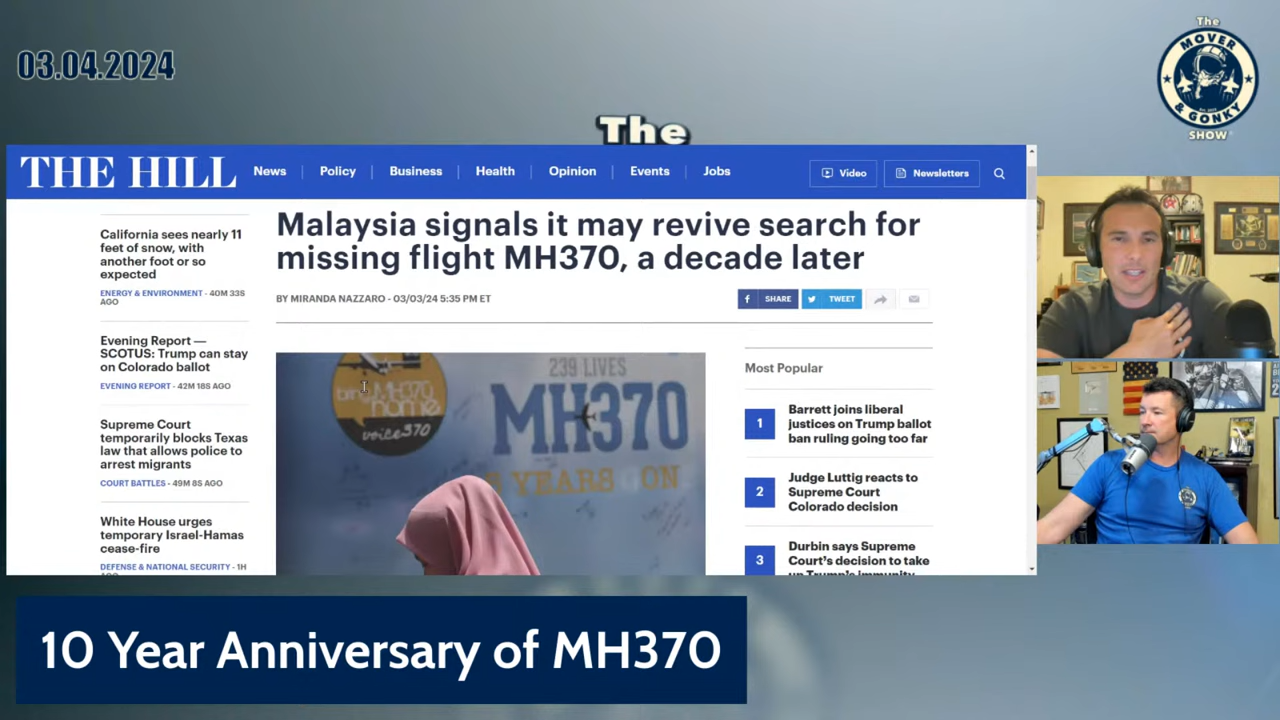 03.04.2024
The
MOVER
& GONKY
SHOW
The
THE HILL
News
Policy
Business
Health
Opinion
Events
Jobs
Video
Newsletters
California sees nearly 11
feet of snow, with
another foot or so
expected
ENERGY & ENVIRONMENT - 40M 33S
AGO
Evening Report —
SCOTUS: Trump can stay
on Colorado ballot
EVENING REPORT - 42M 18S AGO
Supreme Court
temporarily blocks Texas
law that allows police to
arrest migrants
COURT BATTLES - 49M 8S AGO
White House urges
temporary Israel-Hamas
cease-fire
DEFENSE & NATIONAL SECURITY - 1H
AGO
Malaysia signals it may revive search for
missing flight MH370, a decade later
BY MIRANDA NAZZARO - 03/03/24 5:35 PM ET
SHARE
TWEET
bring MH370
home
voice370
239 LIVES
MH370
YEARS ON
Most Popular
1
Barrett joins liberal
justices on Trump ballot
ban ruling going too far
2
Judge Luttig reacts to
Supreme Court
Colorado decision
3
Durbin says Supreme
Court's decision to take
up Trump's immunity
10 Year Anniversary of MH370